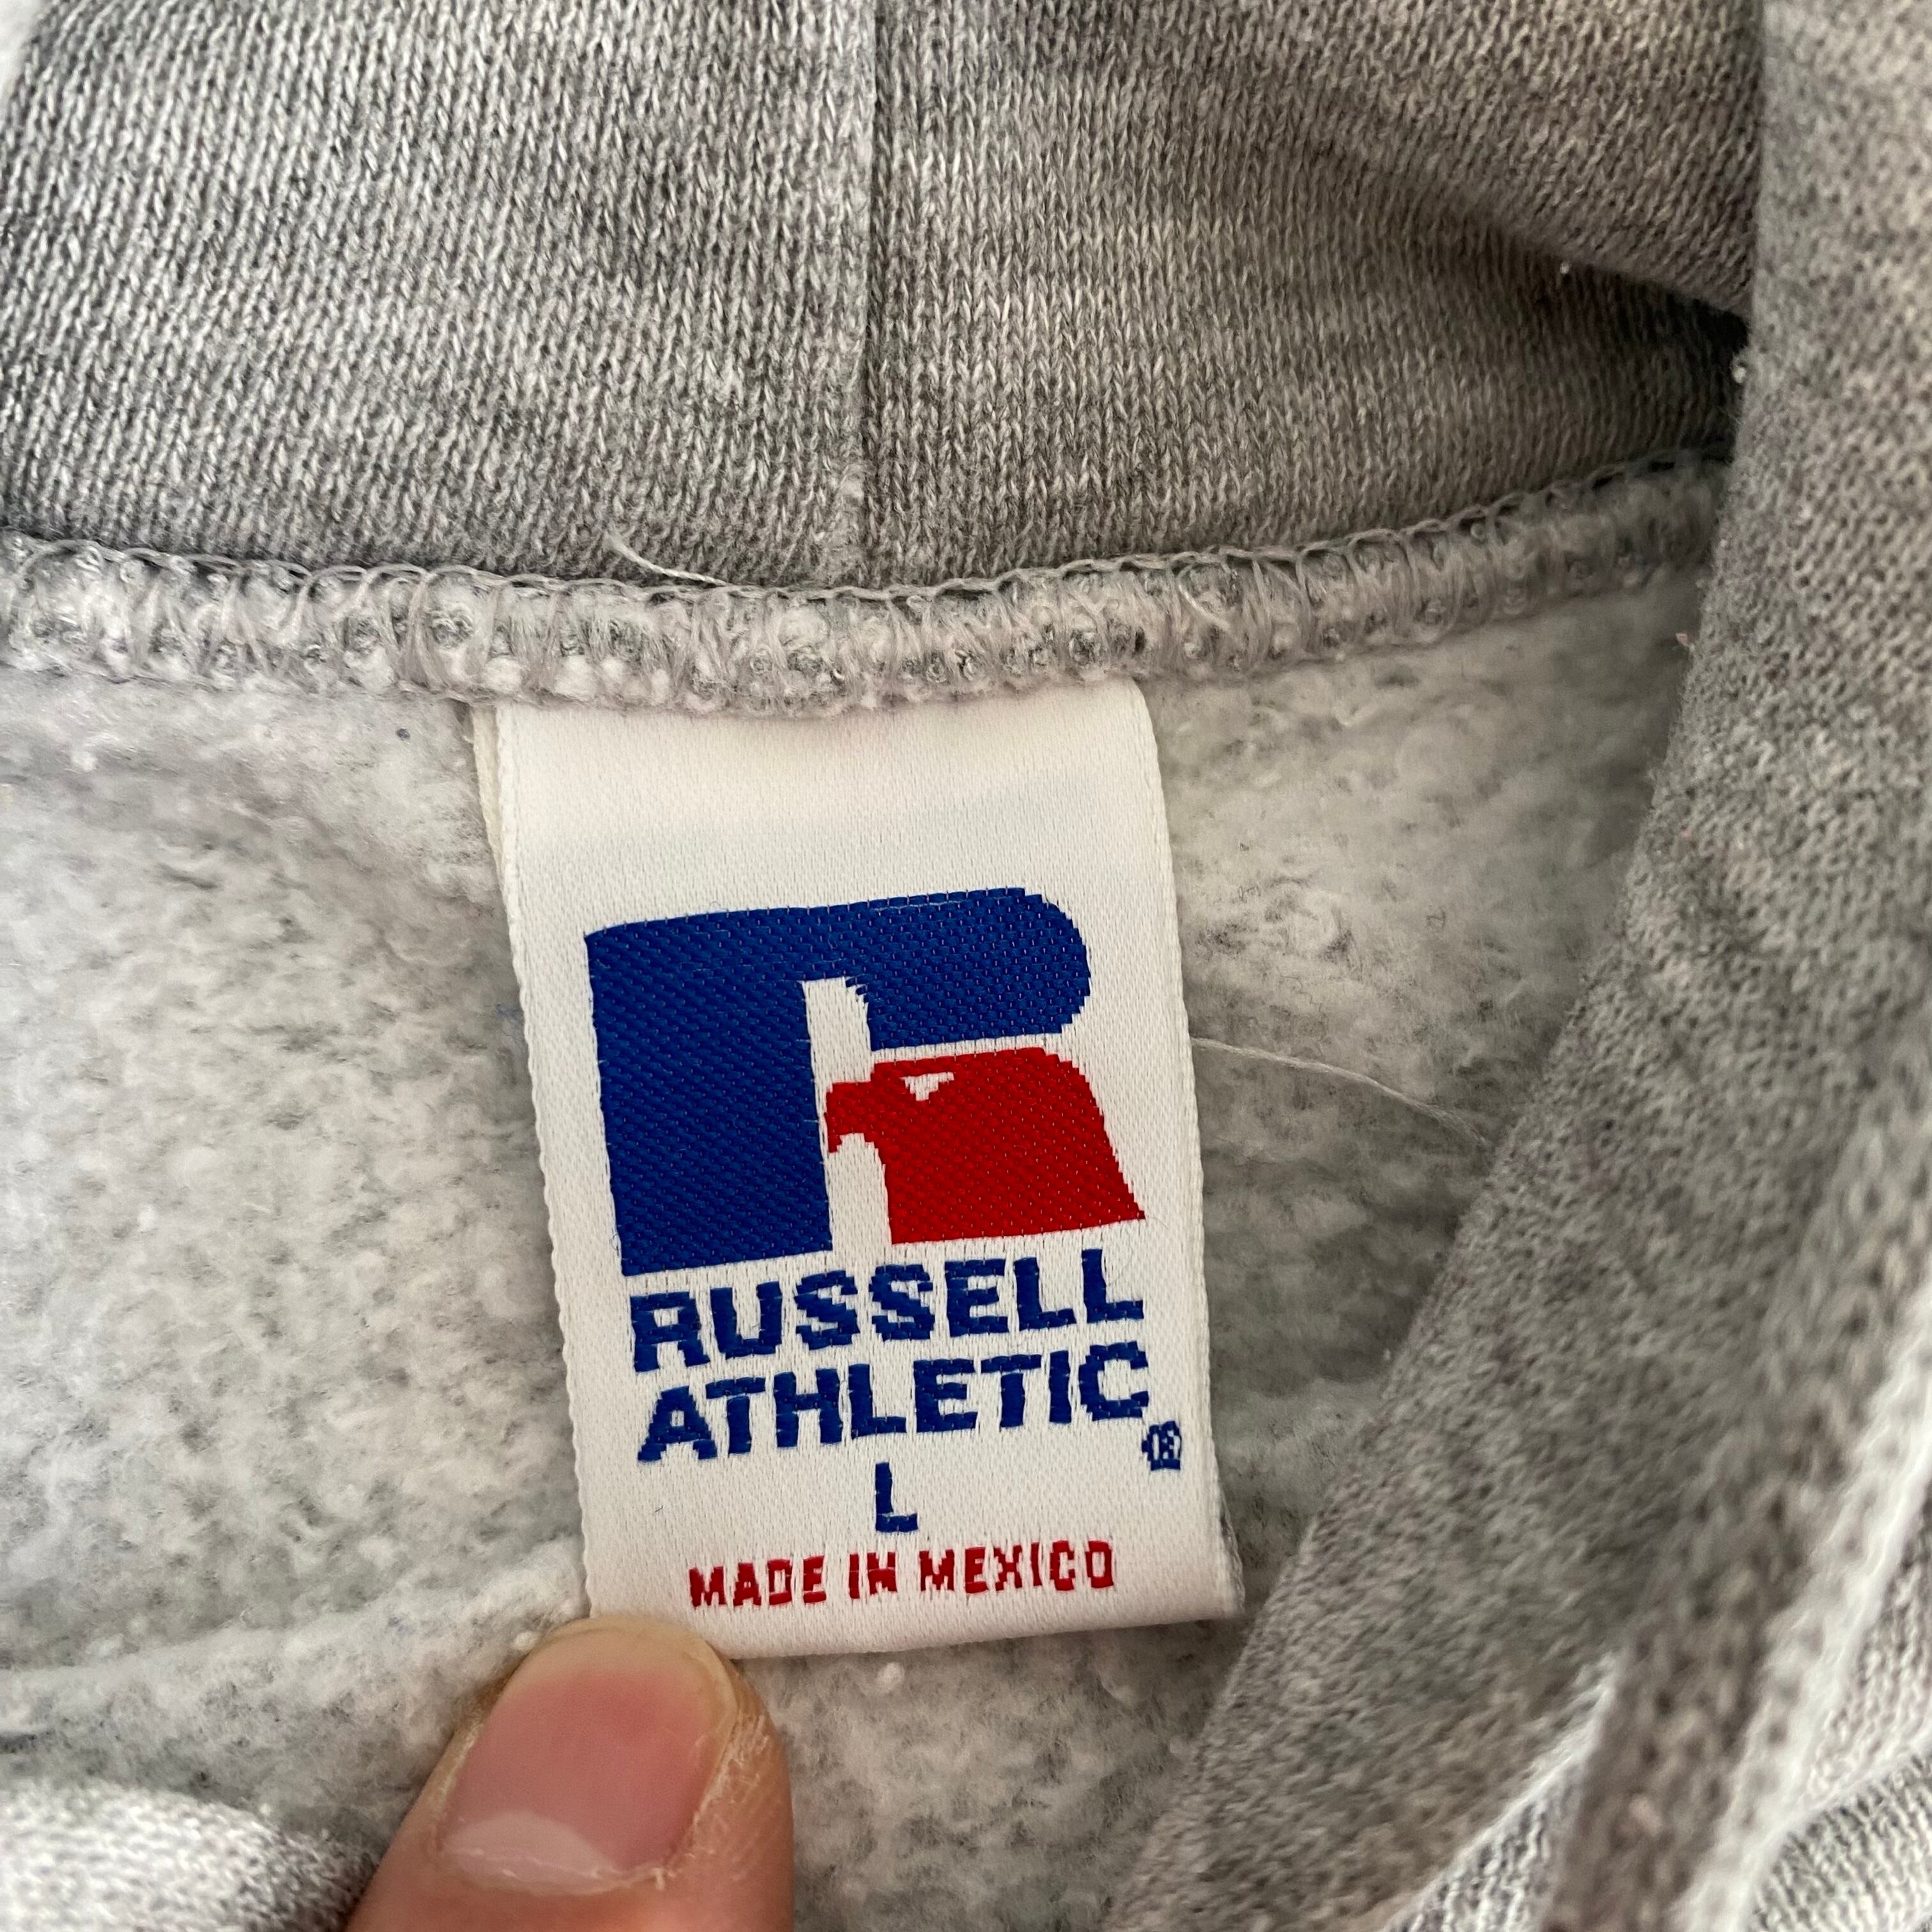 RUSSELL
ATHLETIC®
L
MADE IN MEXICO